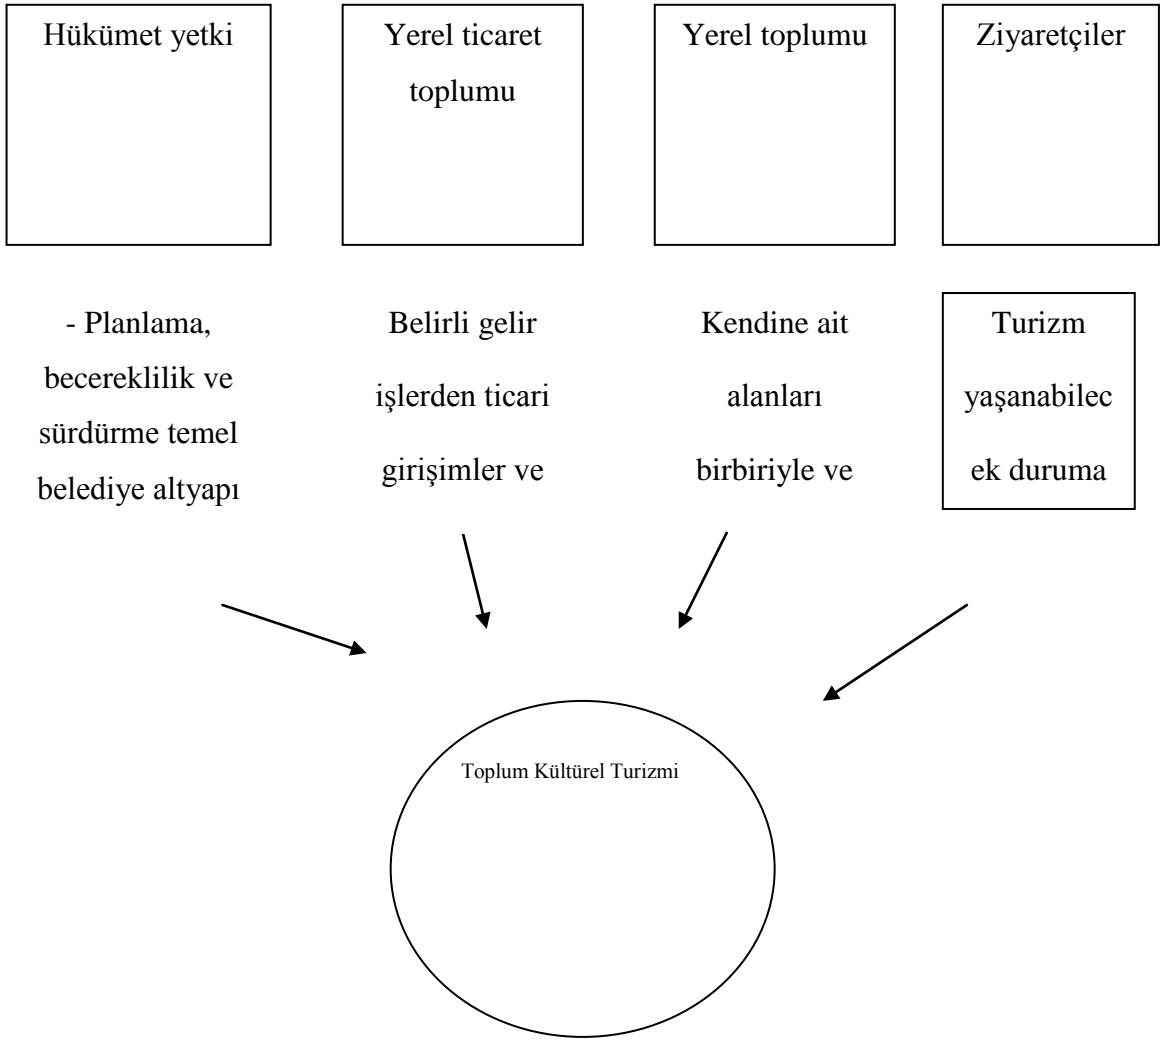 Hükümet yetki
Yerel ticaret
toplumu
Yerel toplumu
Ziyaretçiler
- Planlama,
becereklilik ve
sürdürme temel
belediye altyapı
Belirli gelir
işlerden ticari
girişimler ve
Kendine ait
alanları
birbiriyle ve
Turizm
yaşanabilec
ek duruma
Toplum Kültürel Turizmi